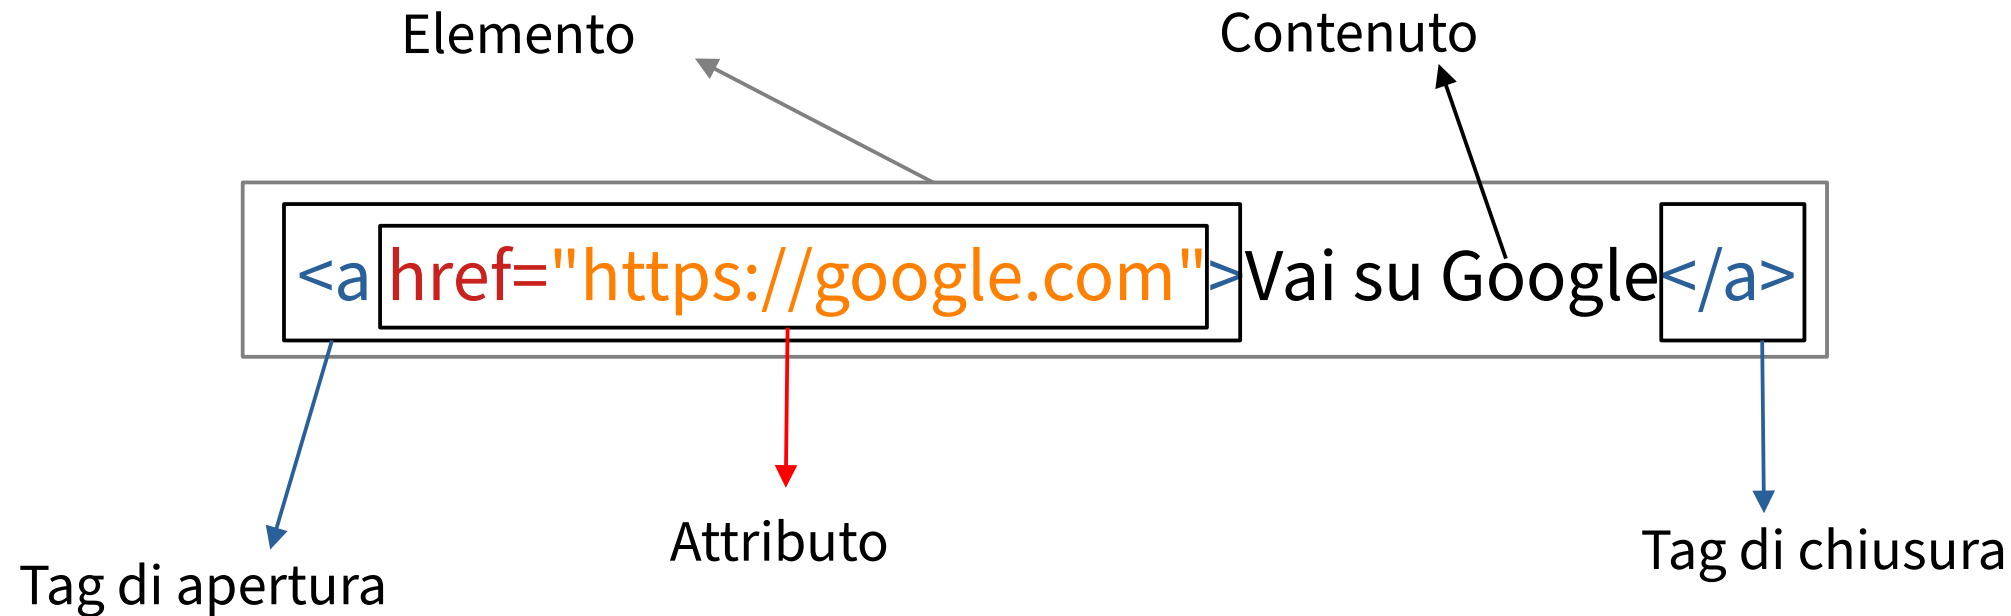 Elemento
Contenuto
<a href="https://google.com">Vai su Google</a>
Attributo
Tag di chiusura
Tag di apertura